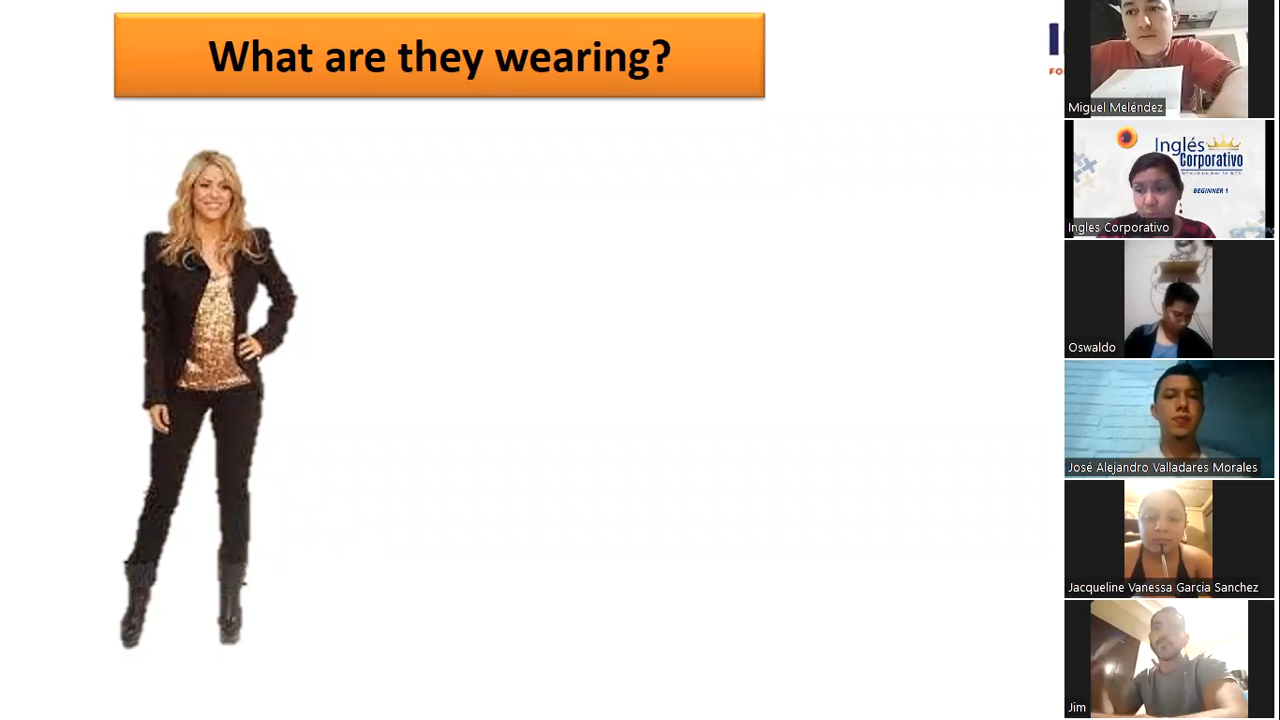 What are they wearing?
I
FO
Miguel Meléndez
Inglés
Corporativo
BEGINNER 1
Ingles Corporativo
Oswaldo
José Alejandro Valladares Morales
Jacqueline Vanessa Garcia Sanchez
Jim